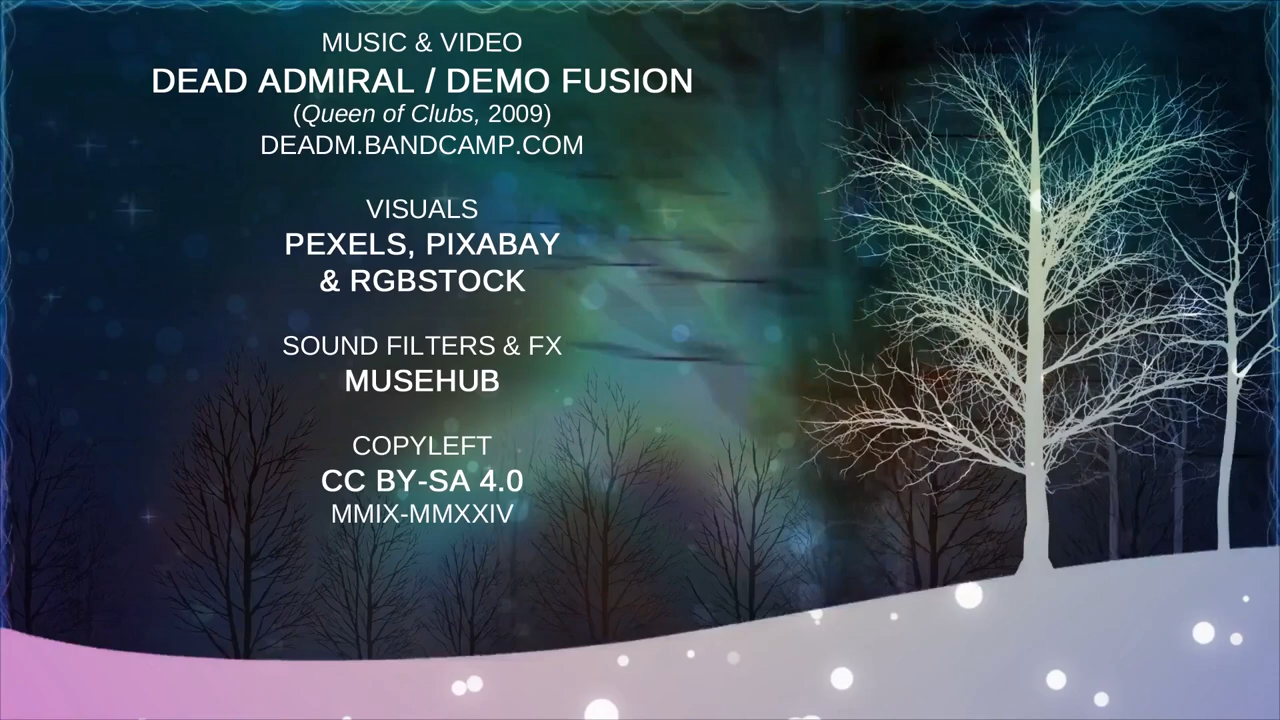 MUSIC & VIDEO
DEAD ADMIRAL / DEMO FUSION
(Queen of Clubs, 2009)
DEADM.BANDCAMP.COM
VISUALS
PEXELS, PIXABAY
& RGBSTOCK
SOUND FILTERS & FX
MUSEHUB
COPYLEFT
CC BY-SA 4.0
MMIX-MMXXIV